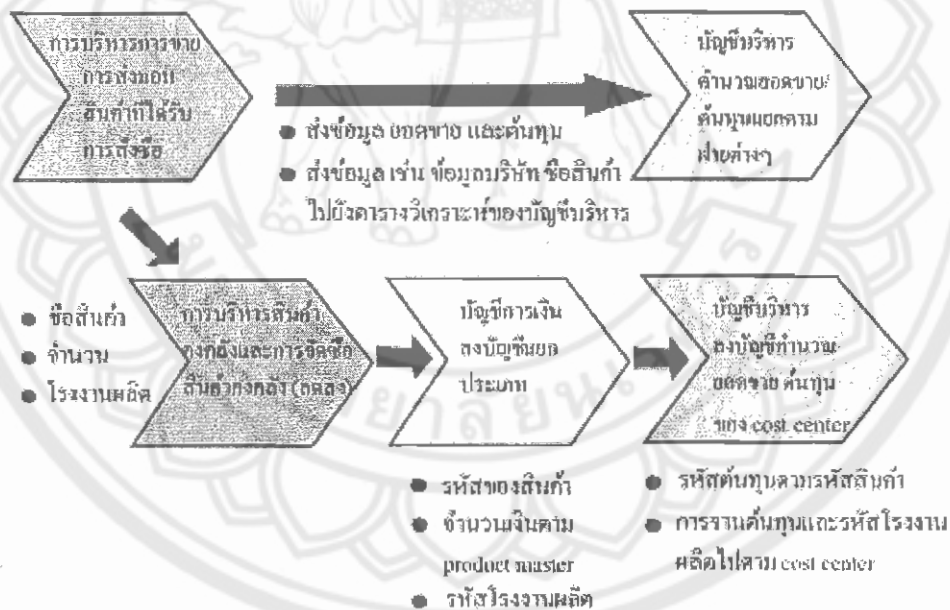 การบริหารการขาย
การส่งมอบ
สินค้าที่ได้รับ
การสั่งซื้อ
● ส่งข้อมูล ยอดขาย และต้นทุน
● ส่งข้อมูล เช่น ข้อมูลบริษัท ชื่อสินค้า
ไปยังตารางวิเคราะห์ของบัญชีบริหาร
บัญชีบริหาร
คำนวณยอดขาย/
ต้นทุนแยกตาม
ฝ่ายต่างๆ
● ชื่อสินค้า
● จำนวน
● โรงงานผลิต
การบริหารสินค้า
คงคลังและการจัดซื้อ
สินค้าคงคลัง (ลดลง)
บัญชีการเงิน
ลงบัญชีแยก
ประเภท
บัญชีบริหาร
ลงบัญชีคำนวณ
ยอดขาย ต้นทุน
ของ cost center
● รหัสของสินค้า
● จำนวนเงินตาม
product master
● รหัสโรงงานผลิต
● รหัสต้นทุนตามรหัสสินค้า
● การจานต้นทุนและรหัสโรงงาน
ผลิตไปตาม cost center